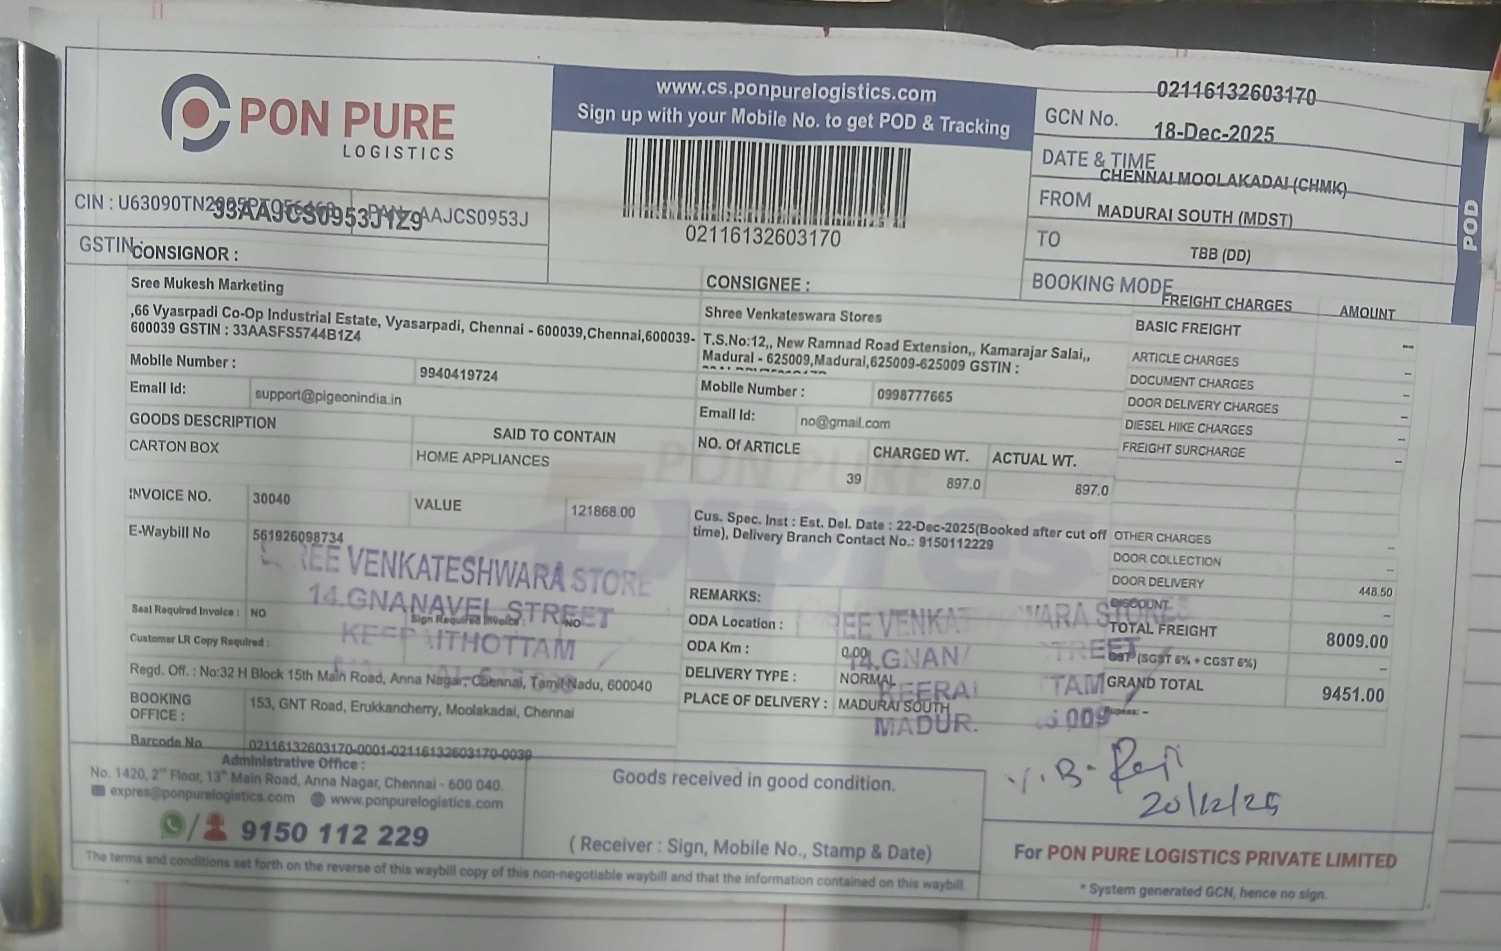 PON PURE
LOGISTICS
www.cs.ponpurelogistics.com
Sign up with your Mobile No. to get POD & Tracking
02116132603170
GCN No. 02116132603170
DATE & TIME 18-Dec-2025
FROM CHENNAI MOOLAKADAI (CHMK)
TO MADURAI SOUTH (MDST)
BOOKING MODE TBB (DD)
POD
CIN : AAJCS0953J
GSTIN : 33AAJCS0953J1Z9
CONSIGNOR :
Sree Mukesh Marketing
,66 Vyasrpadi Co-Op Industrial Estate, Vyasarpadi, Chennai - 600039,Chennai,600039-
600039 GSTIN : 33AASFS5744B1Z4
Mobile Number : 9940419724
Email Id: support@pigeonindia.in
CONSIGNEE :
Shree Venkateswara Stores
T.S.No:12,, New Ramnad Road Extension,, Kamarajar Salai,,
Madurai - 625009,Madurai,625009-625009 GSTIN :
Mobile Number : 0998777665
Email Id: no@gmail.com
GOODS DESCRIPTION SAID TO CONTAIN NO. Of ARTICLE CHARGED WT. ACTUAL WT.
CARTON BOX HOME APPLIANCES 39 897.0 897.0
INVOICE NO. 30040 VALUE 121868.00
E-Waybill No 561926098734
Cus. Spec. Inst : Est. Del. Date : 22-Dec-2025(Booked after cut off
time), Delivery Branch Contact No.: 9150112229
REE VENKATESHWARA STORE
14.GNANAVEL STREET
Seal Required Invoice : NO Sign Required Invoice : NO
Customer LR Copy Required :
Regd. Off. : No:32 H Block 15th Main Road, Anna Nagar, Chennai, Tamil Nadu, 600040
BOOKING OFFICE : 153, GNT Road, Erukkancherry, Moolakadai, Chennai
Barcode No 02116132603170-0001-02116132603170-0039
REMARKS:
ODA Location :
ODA Km : 0.00
DELIVERY TYPE : NORMAL
PLACE OF DELIVERY : MADURAI SOUTH
FREIGHT CHARGES AMOUNT
BASIC FREIGHT --
ARTICLE CHARGES -
DOCUMENT CHARGES -
DOOR DELIVERY CHARGES -
DIESEL HIKE CHARGES -
FREIGHT SURCHARGE -
OTHER CHARGES -
DOOR COLLECTION -
DOOR DELIVERY 448.50
DISCOUNT -
TOTAL FREIGHT 8009.00
GST (SGST 6% + CGST 6%) -
GRAND TOTAL 9451.00
Rupees: -
Administrative Office :
No. 1420, 2nd Floor, 13th Main Road, Anna Nagar, Chennai - 600 040.
expres@ponpurelogistics.com www.ponpurelogistics.com
9150 112 229
Goods received in good condition.
( Receiver : Sign, Mobile No., Stamp & Date)
20/12/25
For PON PURE LOGISTICS PRIVATE LIMITED
* System generated GCN, hence no sign.
The terms and conditions set forth on the reverse of this waybill copy of this non-negotiable waybill and that the information contained on this waybill.